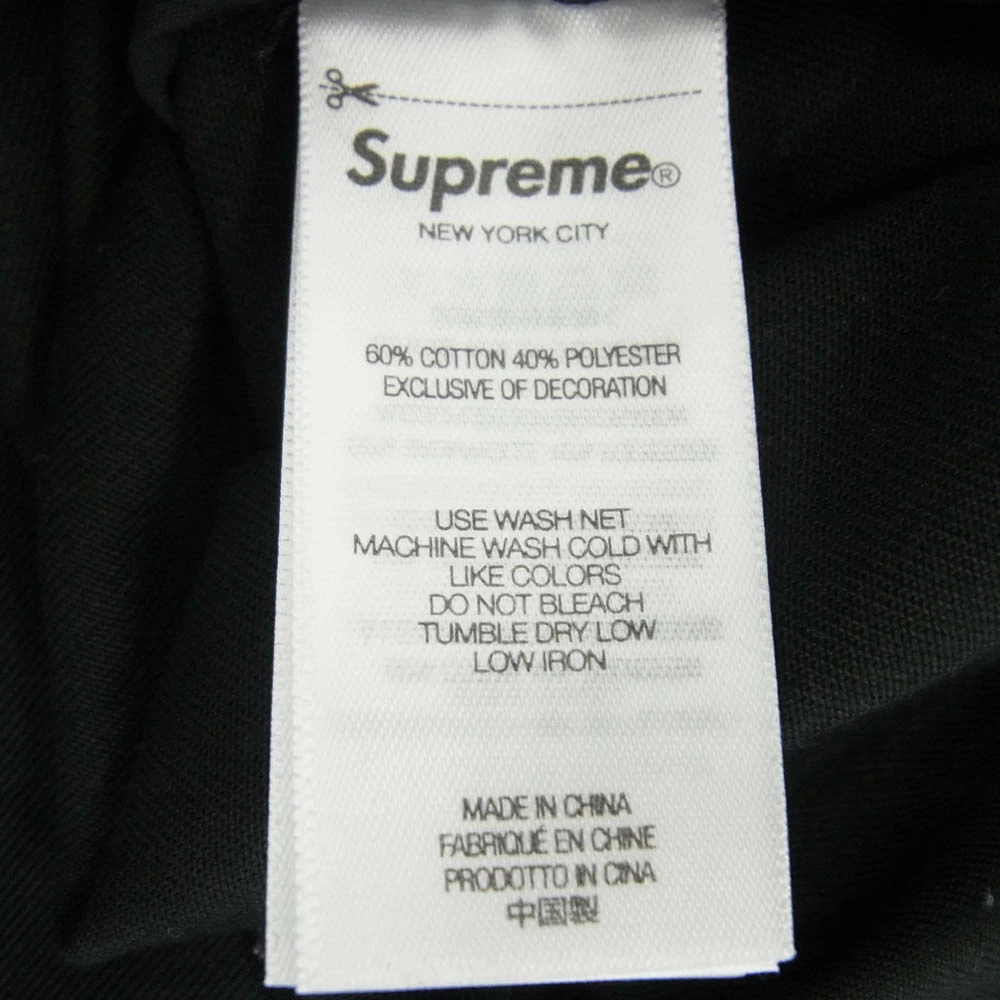 Supreme®
NEW YORK CITY
60% COTTON 40% POLYESTER
EXCLUSIVE OF DECORATION
USE WASH NET
MACHINE WASH COLD WITH
LIKE COLORS
DO NOT BLEACH
TUMBLE DRY LOW
LOW IRON
MADE IN CHINA
FABRIQUÉ EN CHINE
PRODOTTO IN CINA
中国製